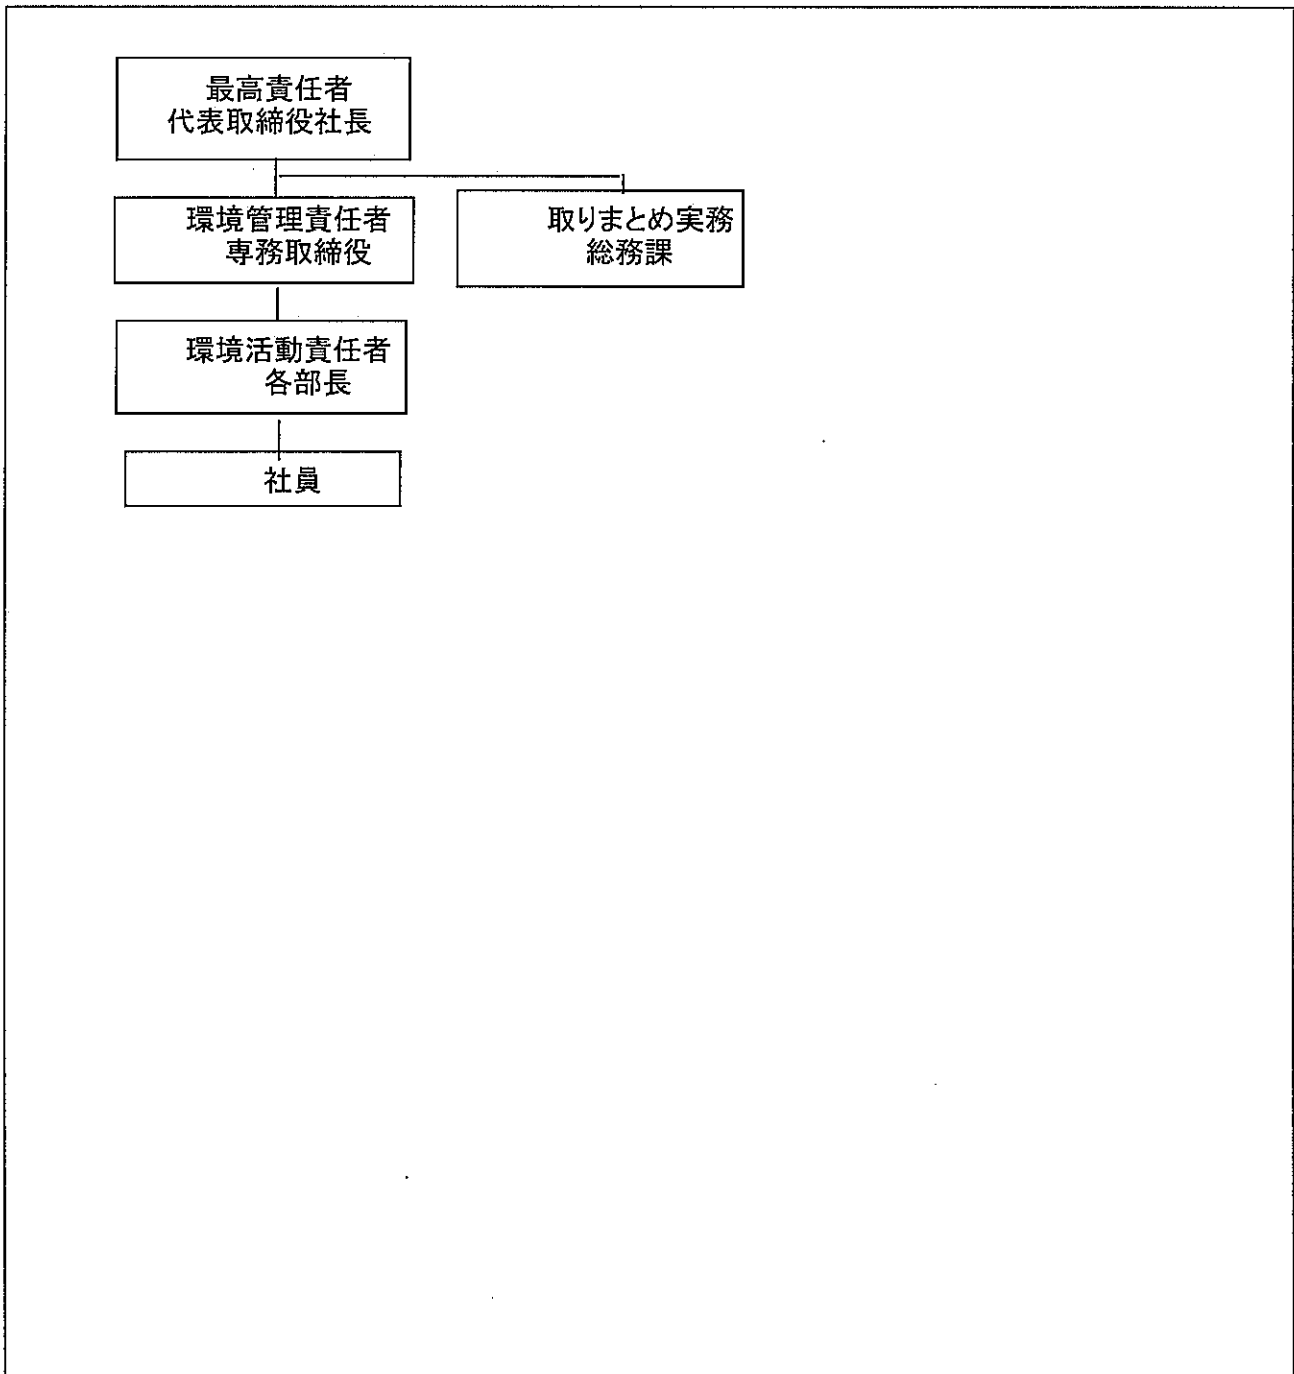 最高責任者
代表取締役社長
環境管理責任者
専務取締役
取りまとめ実務
総務課
環境活動責任者
各部長
社員